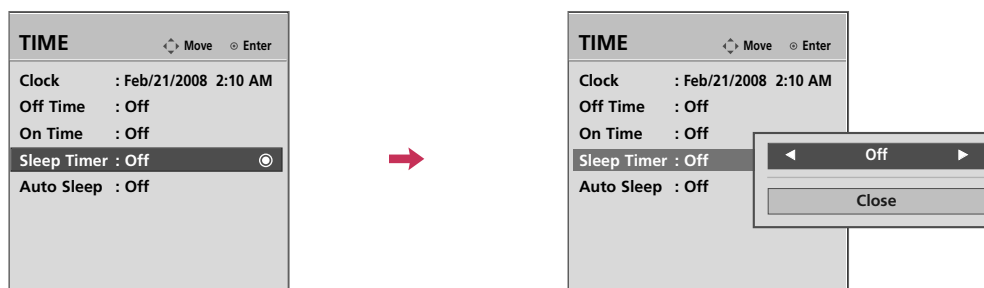 TIME Move Enter
Clock : Feb/21/2008 2:10 AM
Off Time : Off
On Time : Off
Sleep Timer : Off
Auto Sleep : Off
TIME Move Enter
Clock : Feb/21/2008 2:10 AM
Off Time : Off
On Time : Off
Sleep Timer : Off
Auto Sleep : Off
Off
Close